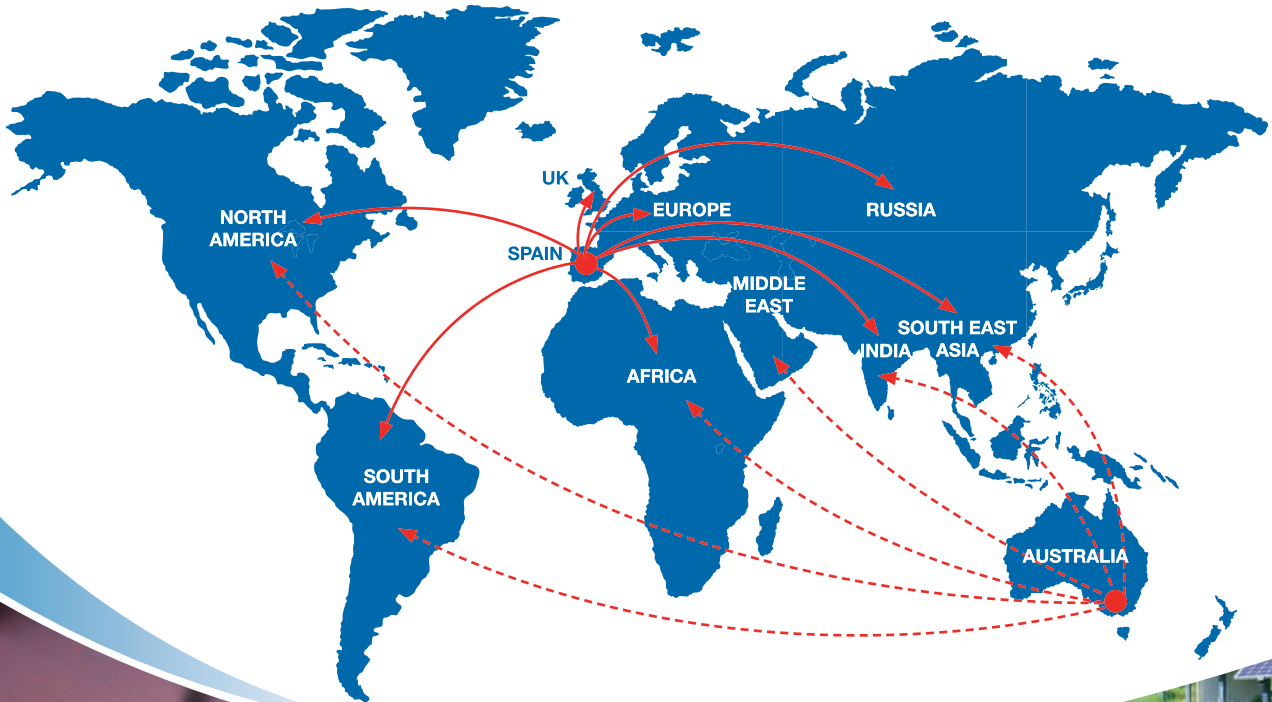 UK
NORTH
AMERICA
EUROPE
RUSSIA
SPAIN
MIDDLE
EAST
SOUTH EAST
ASIA
INDIA
AFRICA
SOUTH
AMERICA
AUSTRALIA